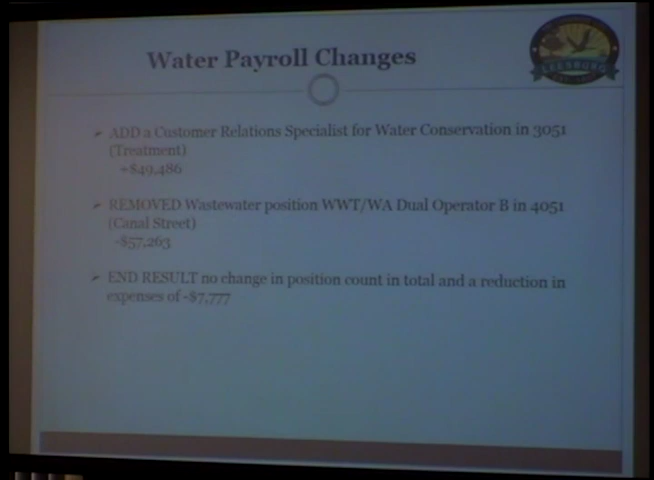 Water Payroll Changes
LEESBURG
➤ ADD a Customer Relations Specialist for Water Conservation in 3051
(Treatment)
+$49,486
➤ REMOVED Wastewater position WWT/WA Dual Operator B in 4051
(Canal Street)
-$57,263
➤ END RESULT no change in position count in total and a reduction in
expenses of -$7,777